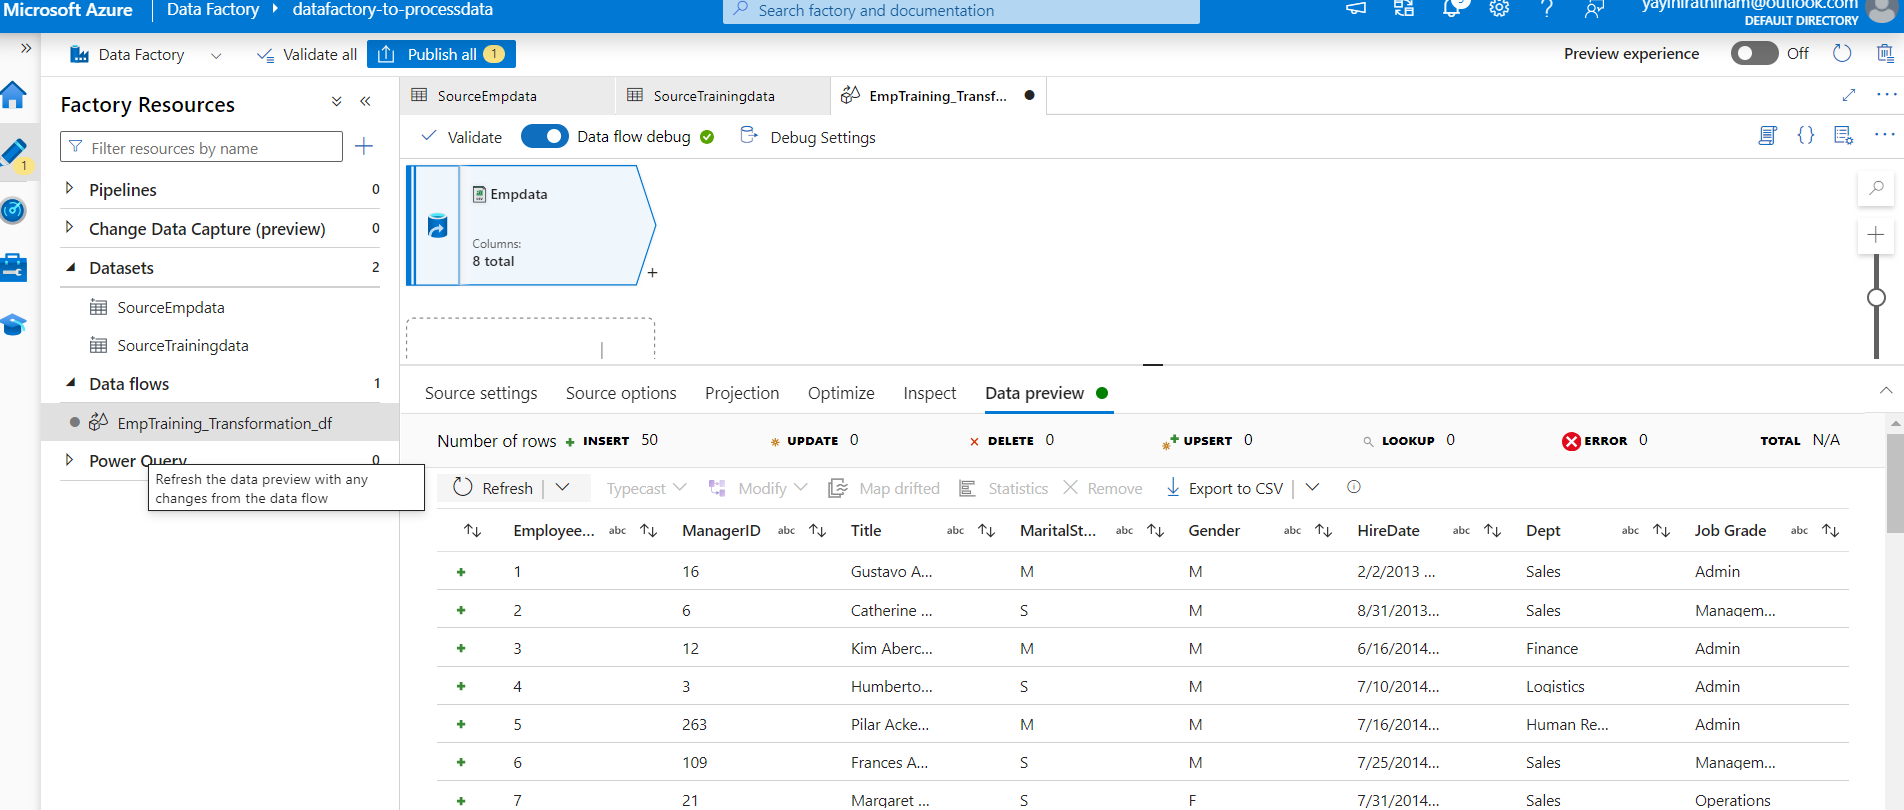 Microsoft Azure | Data Factory ▸ datafactory-to-processdata
Search factory and documentation
yayinirathinam@outlook.com
DEFAULT DIRECTORY
Data Factory
Validate all
Publish all 1
Preview experience Off
1
Factory Resources
Filter resources by name
Pipelines 0
Change Data Capture (preview) 0
Datasets 2
SourceEmpdata
SourceTrainingdata
Data flows 1
EmpTraining_Transformation_df
Power Query 0
Refresh the data preview with any
changes from the data flow
SourceEmpdata
SourceTrainingdata
EmpTraining_Transf...
Validate Data flow debug Debug Settings
Empdata
Columns:
8 total
+
Source settings Source options Projection Optimize Inspect Data preview
Number of rows INSERT 50 UPDATE 0 DELETE 0 UPSERT 0 LOOKUP 0 ERROR 0 TOTAL N/A
Refresh | Typecast Modify Map drifted Statistics Remove Export to CSV |
Employee... abc ManagerID abc Title abc MaritalSt... abc Gender abc HireDate abc Dept abc Job Grade abc
1 16 Gustavo A... M M 2/2/2013 ... Sales Admin
2 6 Catherine ... S M 8/31/2013... Sales Managem...
3 12 Kim Aberc... M M 6/16/2014... Finance Admin
4 3 Humberto... S M 7/10/2014... Logistics Admin
5 263 Pilar Acke... M M 7/16/2014... Human Re... Admin
6 109 Frances A... S M 7/25/2014... Sales Managem...
7 21 Margaret ... S F 7/31/2014... Sales Operations